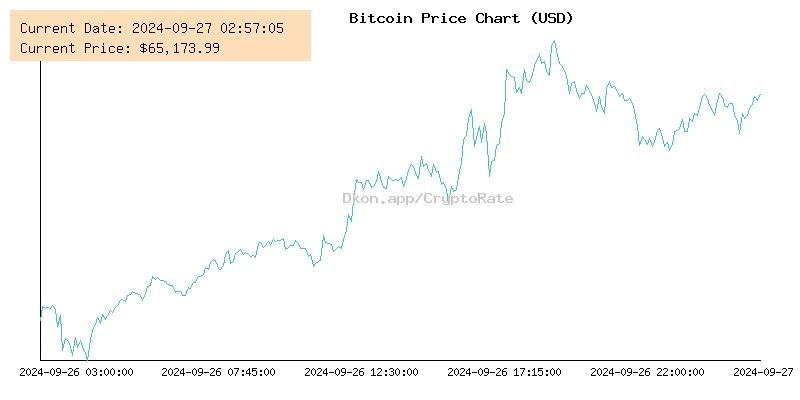 Bitcoin Price Chart (USD)
Current Date: 2024-09-27 02:57:05
Current Price: $65,173.99
Dkon.app/CryptoRate
2024-09-26 03:00:00 2024-09-26 07:45:00 2024-09-26 12:30:00 2024-09-26 17:15:00 2024-09-26 22:00:00 2024-09-27